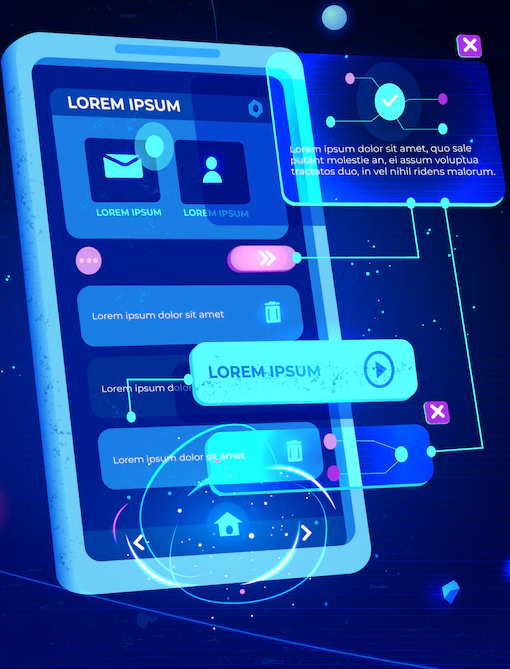 LOREM IPSUM
Lorem ipsum dolor sit amet, quo sale
putant molestie an, ei assum voluptua
tractatos duo, in vel nihil ridens malorum.
LOREM IPSUM
LOREM IPSUM
Lorem ipsum dolor sit amet
LOREM IPSUM
Lorem ipsum dolor
Lorem ipsum dolor sit amet